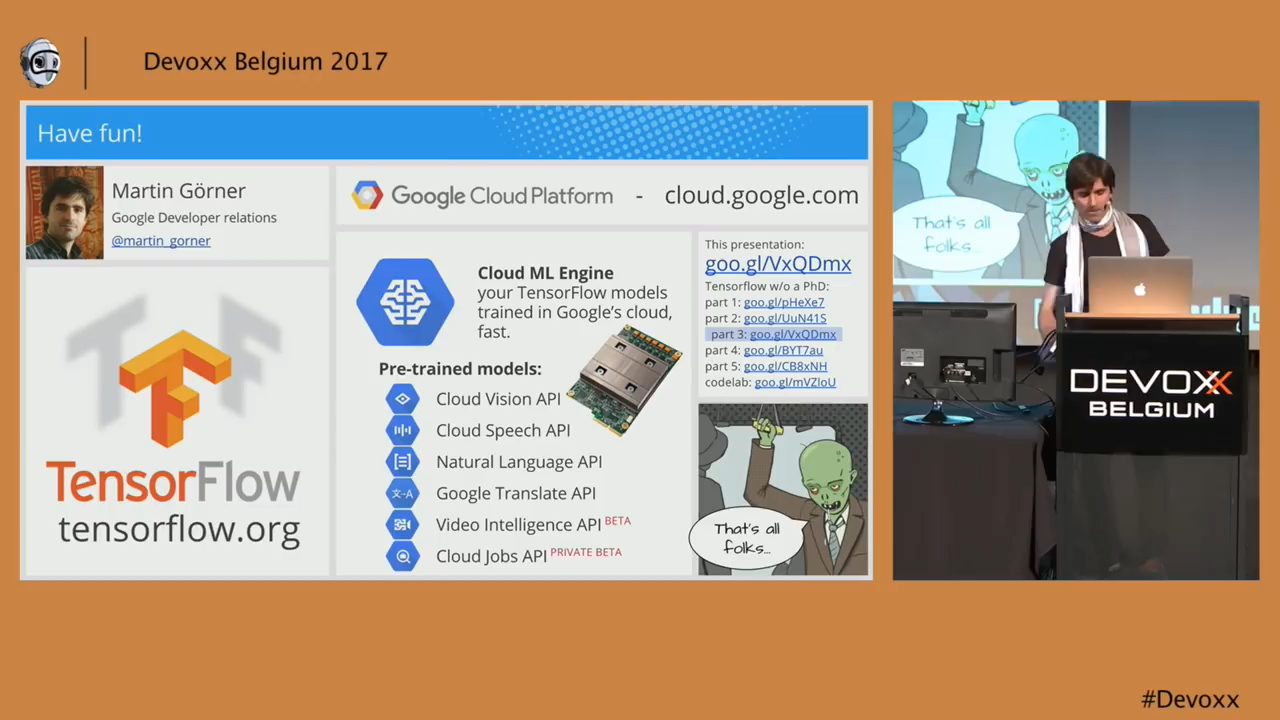 Devoxx Belgium 2017
Have fun!
Martin Görner
Google Developer relations
@martin_gorner
Google Cloud Platform - cloud.google.com
TensorFlow
tensorflow.org
Cloud ML Engine
your TensorFlow models
trained in Google's cloud,
fast.
Pre-trained models:
Cloud Vision API
Cloud Speech API
Natural Language API
Google Translate API
Video Intelligence API BETA
Cloud Jobs API PRIVATE BETA
This presentation:
goo.gl/VxQDmx
Tensorflow w/o a PhD:
part 1: goo.gl/pHeXe7
part 2: goo.gl/UuN41S
part 3: goo.gl/VxQDmx
part 4: goo.gl/BYT7au
part 5: goo.gl/CB8xNH
codelab: goo.gl/mVZloU
That's all
folks...
That's all
folks...
DEVOXX
BELGIUM
#Devoxx